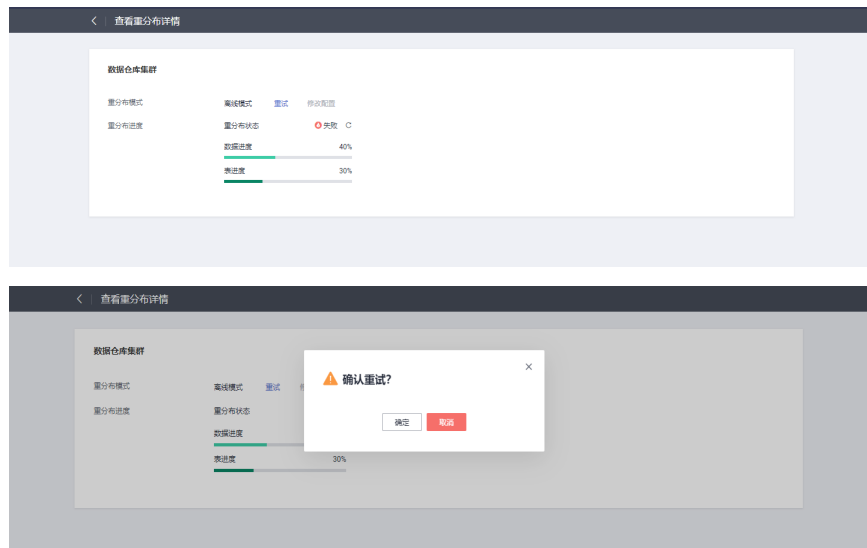 查看重分布详情
数据仓库集群
重分布模式 离线模式 重试 修改配置
重分布进度 重分布状态 失败
数据进度 40%
表进度 30%
查看重分布详情
数据仓库集群
确认重试?
重分布模式 离线模式 重试
重分布进度 重分布状态
确定 取消
数据进度
表进度 30%